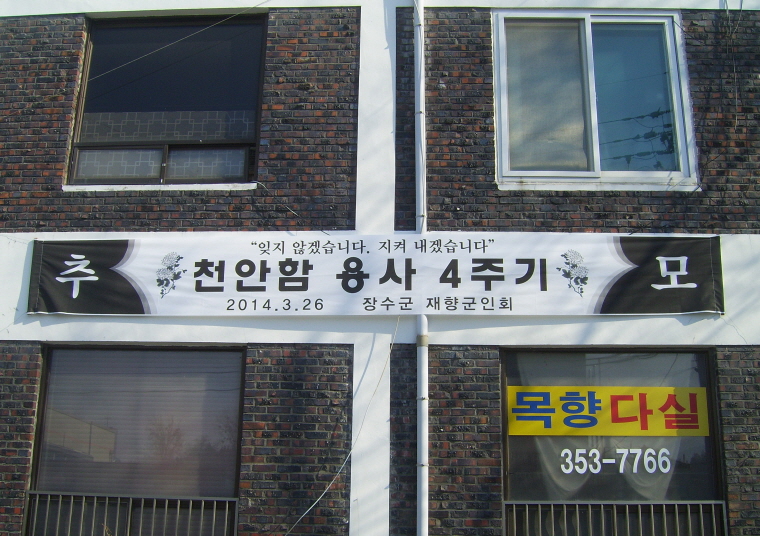 “잊지 않겠습니다. 지켜 내겠습니다”
추 천안함 용사 4주기 모
2014.3.26 장수군 재향군인회
목향다실
353-7766